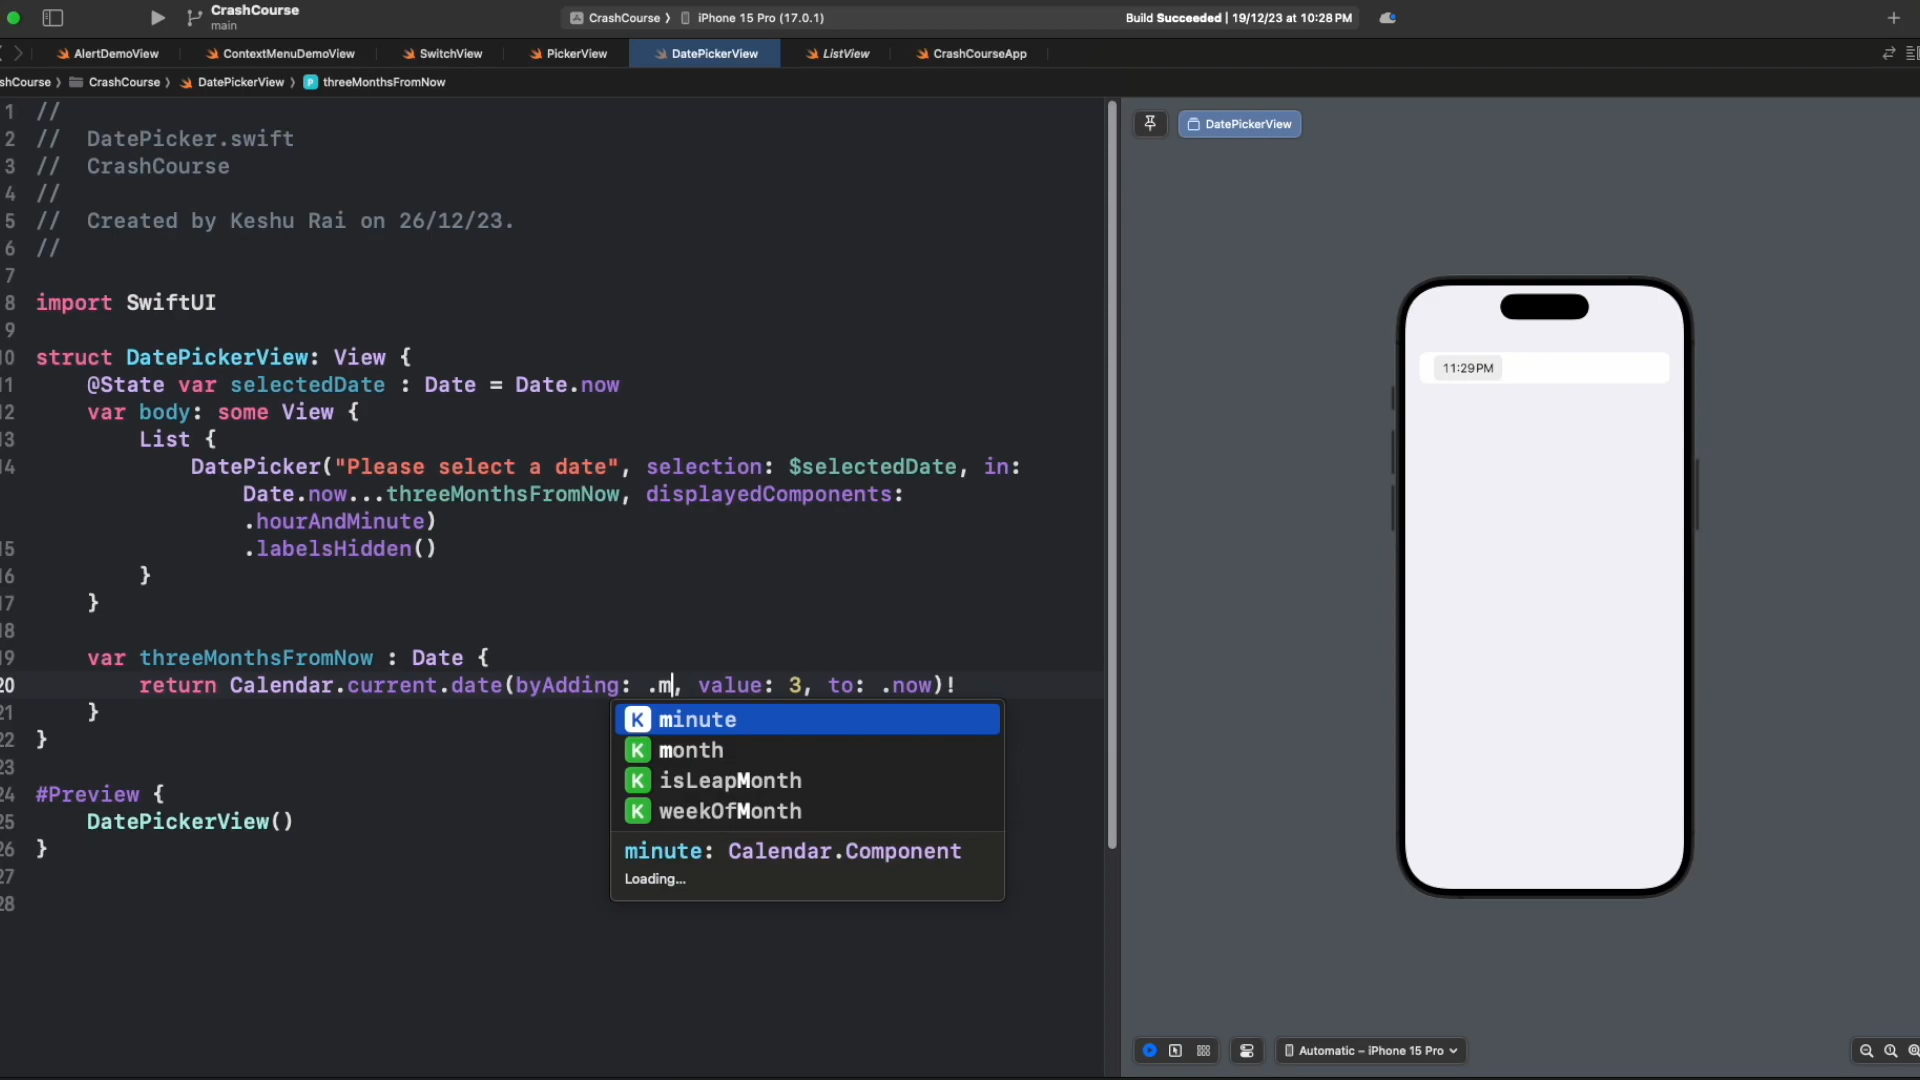 CrashCourse
main
CrashCourse 〉 iPhone 15 Pro (17.0.1)
Build Succeeded | 19/12/23 at 10:28 PM
AlertDemoView ContextMenuDemoView SwitchView PickerView DatePickerView ListView CrashCourseApp
shCourse 〉 CrashCourse 〉 DatePickerView 〉 P threeMonthsFromNow
1 //
2 // DatePicker.swift
3 // CrashCourse
4 //
5 // Created by Keshu Rai on 26/12/23.
6 //
7
8 import SwiftUI
9
10 struct DatePickerView: View {
11 @State var selectedDate : Date = Date.now
12 var body: some View {
13 List {
14 DatePicker("Please select a date", selection: $selectedDate, in:
Date.now...threeMonthsFromNow, displayedComponents:
.hourAndMinute)
15 .labelsHidden()
16 }
17 }
18
19 var threeMonthsFromNow : Date {
20 return Calendar.current.date(byAdding: .m, value: 3, to: .now)!
21 }
22 }
23
24 #Preview {
25 DatePickerView()
26 }
27
28
K minute
K month
K isLeapMonth
K weekOfMonth
minute: Calendar.Component
Loading...
DatePickerView
11:29 PM
Automatic – iPhone 15 Pro